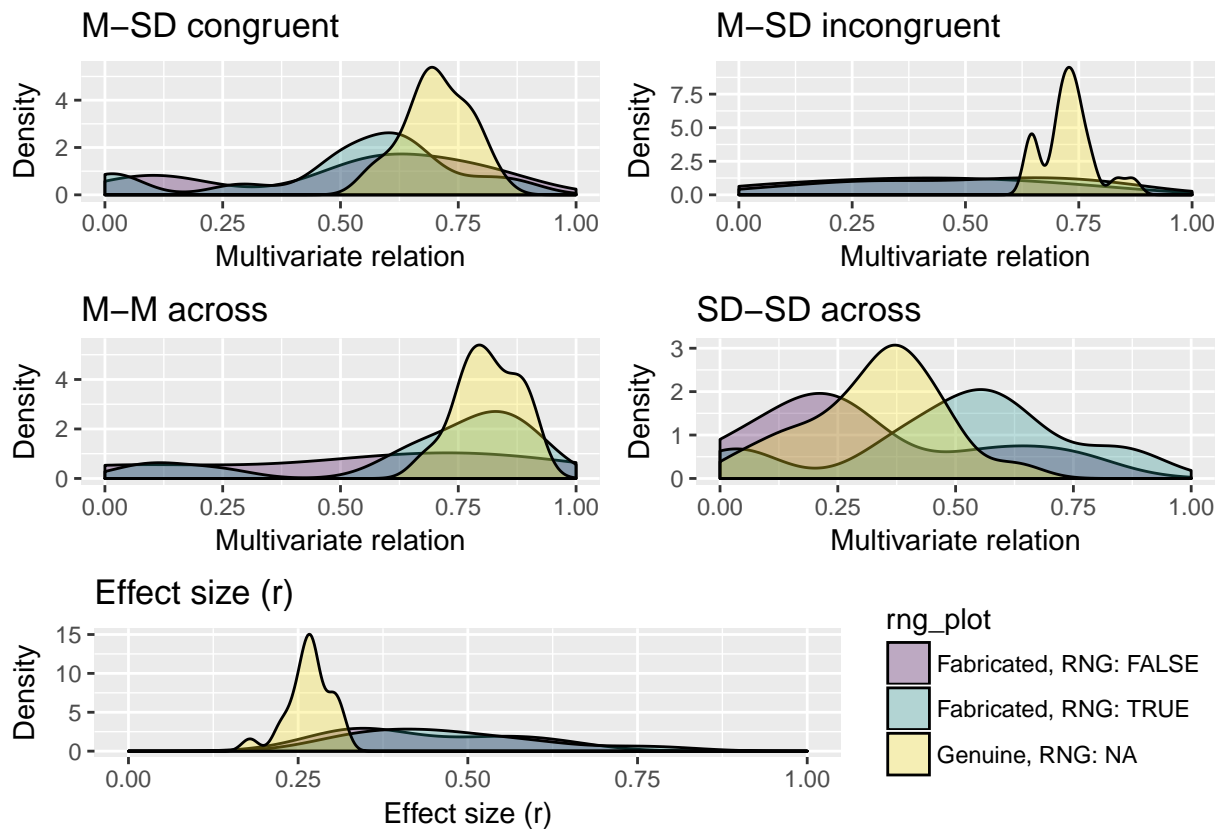 M−SD congruent
Density
4
2
0
0.00 0.25 0.50 0.75 1.00
Multivariate relation
M−SD incongruent
Density
7.5
5.0
2.5
0.0
0.00 0.25 0.50 0.75 1.00
Multivariate relation
M−M across
Density
4
2
0
0.00 0.25 0.50 0.75 1.00
Multivariate relation
SD−SD across
Density
3
2
1
0
0.00 0.25 0.50 0.75 1.00
Multivariate relation
Effect size (r)
Density
15
10
5
0
0.00 0.25 0.50 0.75 1.00
Effect size (r)
rng_plot
Fabricated, RNG: FALSE
Fabricated, RNG: TRUE
Genuine, RNG: NA